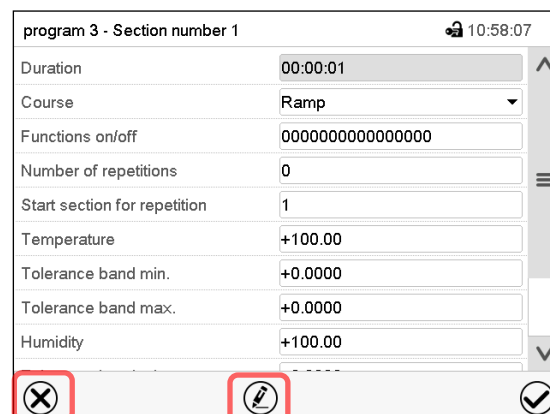 program 3 - Section number 1 10:58:07
Duration 00:00:01
Course Ramp
Functions on/off 0000000000000000
Number of repetitions 0
Start section for repetition 1
Temperature +100.00
Tolerance band min. +0.0000
Tolerance band max. +0.0000
Humidity +100.00